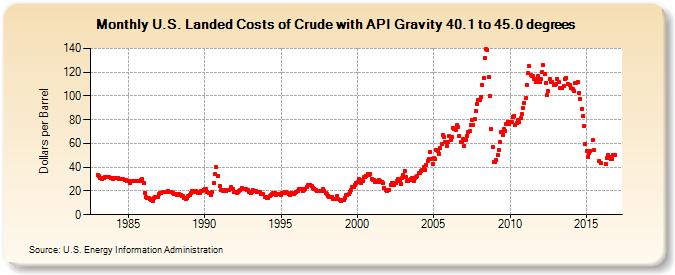 Monthly U.S. Landed Costs of Crude with API Gravity 40.1 to 45.0 degrees
Dollars per Barrel
140
120
100
80
60
40
20
0
1985 1990 1995 2000 2005 2010 2015
Source: U.S. Energy Information Administration